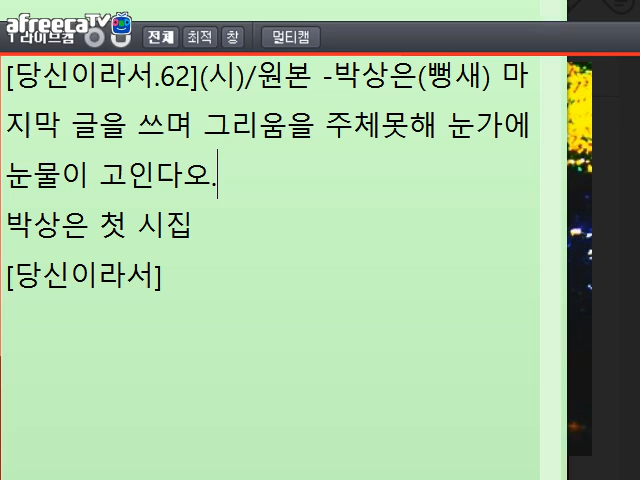 afreecaTV
1 라이브캠
전체 최적 창 멀티캠
[당신이라서.62](시)/원본 -박상은(뻥새) 마
지막 글을 쓰며 그리움을 주체못해 눈가에
눈물이 고인다오.
박상은 첫 시집
[당신이라서]